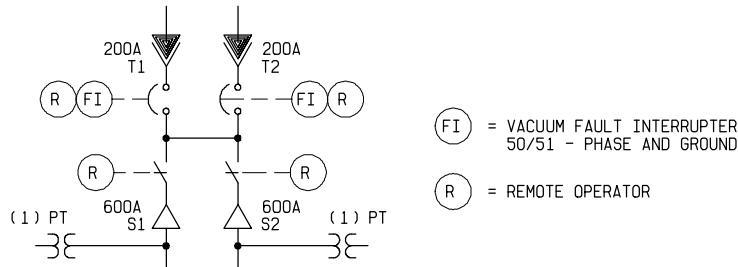 200A
T1
200A
T2
R
FI
FI
R
FI = VACUUM FAULT INTERRUPTER
50/51 - PHASE AND GROUND
R
R
R = REMOTE OPERATOR
600A
S1
600A
S2
(1) PT
(1) PT